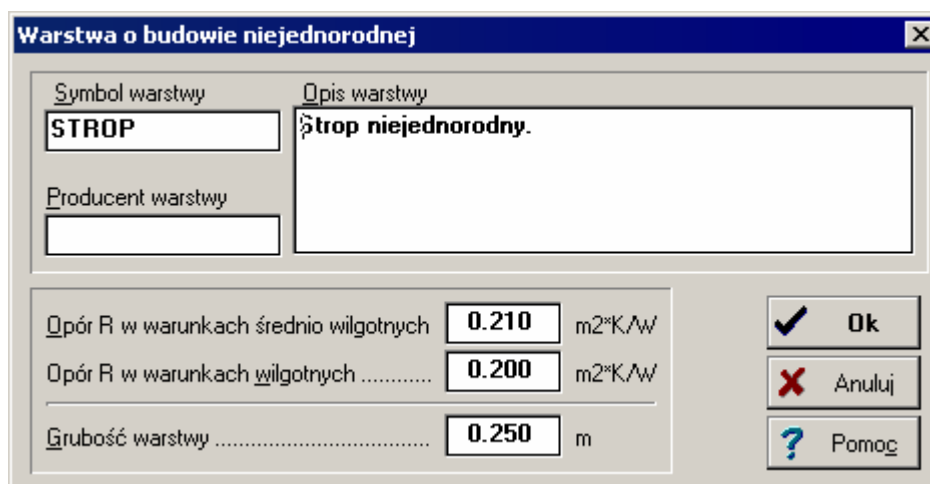 Warstwa o budowie niejednorodnej
Symbol warstwy
STROP
Opis warstwy
Strop niejednorodny.
Producent warstwy
Opór R w warunkach średnio wilgotnych 0.210 m2*K/W
Opór R w warunkach wilgotnych ............ 0.200 m2*K/W
Grubość warstwy .................................. 0.250 m
Ok
Anuluj
? Pomoc